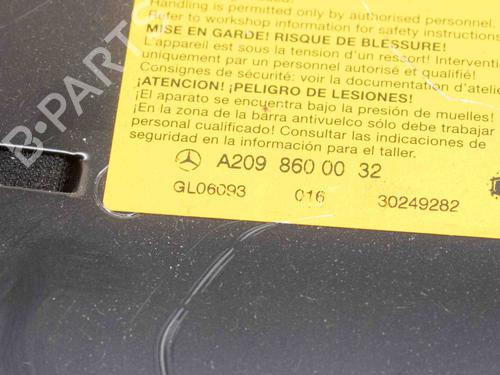 Handling is permitted only by authorised personnel.
Refer to workshop information for safety instructions
MISE EN GARDE! RISQUE DE BLESSURE!
L'appareil est sous la tension d'un ressort! Interventi
uniquement par un personnel autorisé et qualifié!
Consignes de sécurité: voir la documentation d'atelie
¡ATENCION! ¡PELIGRO DE LESIONES!
¡El aparato se encuentra bajo la presión de muelles!
¡En la zona de la barra antivuelco sólo debe trabajar
personal cualificado! Consultar las indicaciones de
seguridad en la información para el taller.
A209 860 00 32
GL06093 016 30249282
B-PARTS